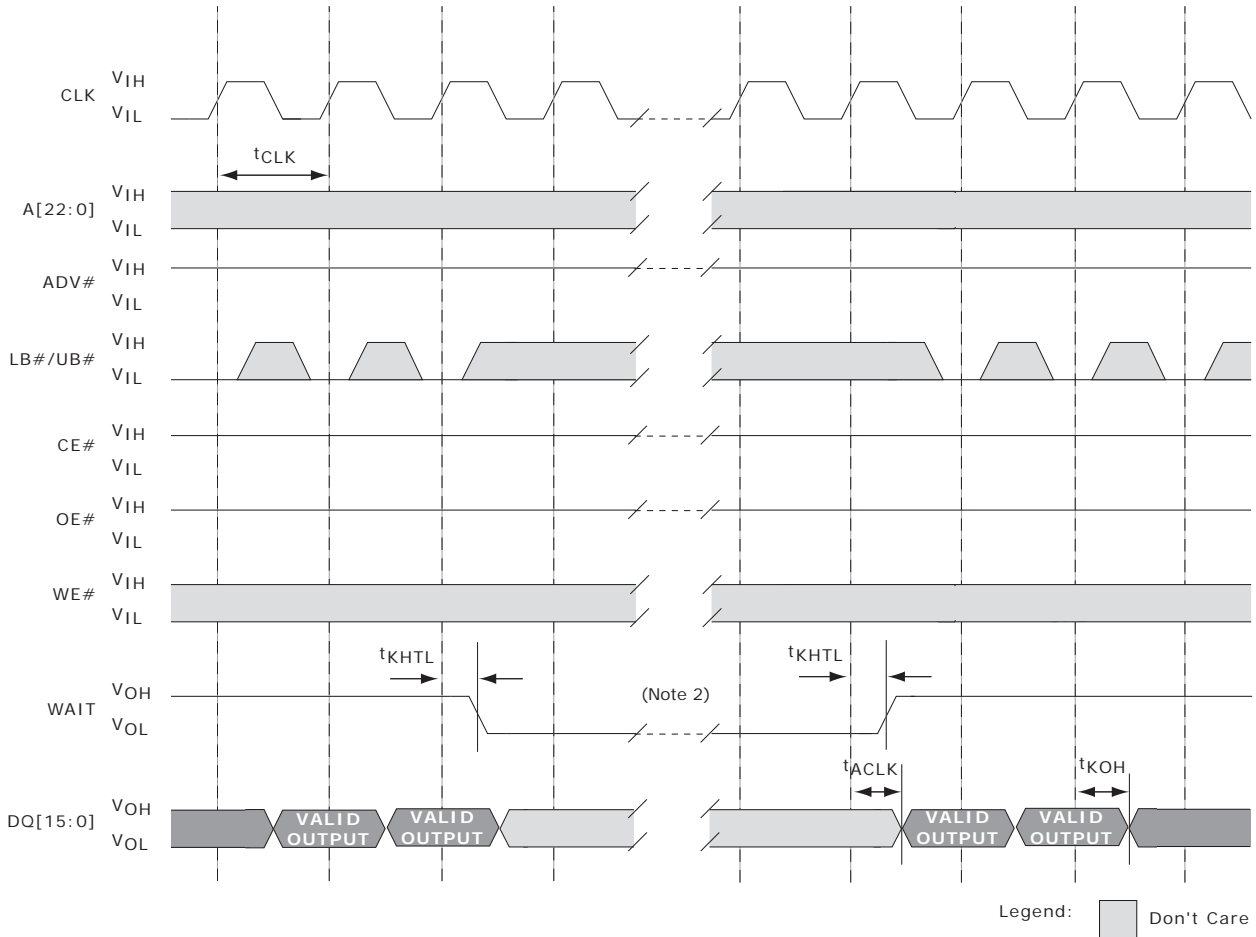 CLK VIH
VIL
tCLK
A[22:0] VIH
VIL
ADV# VIH
VIL
LB#/UB# VIH
VIL
CE# VIH
VIL
OE# VIH
VIL
WE# VIH
VIL
tKHTL tKHTL
WAIT VOH
VOL
(Note 2)
tACLK tKOH
DQ[15:0] VOH
VOL
VALID OUTPUT
VALID OUTPUT
VALID OUTPUT
VALID OUTPUT
Legend: Don't Care